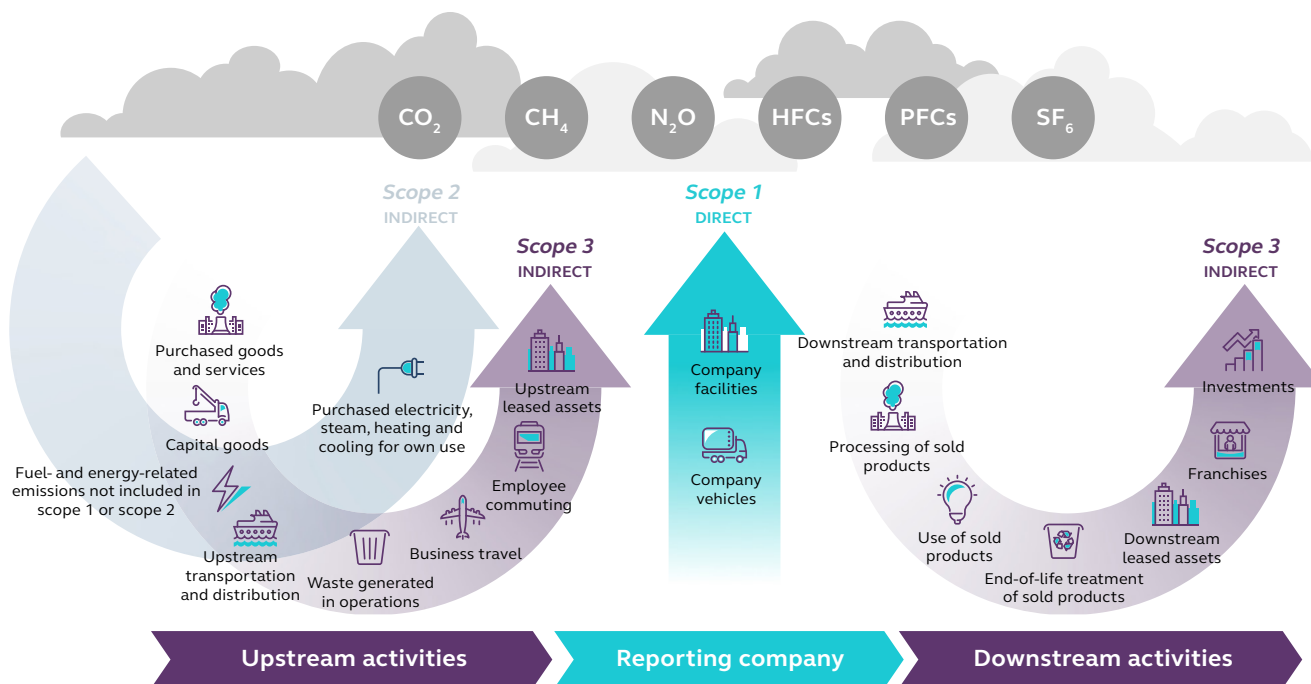 CO₂
CH₄
N₂O
HFCs
PFCs
SF₆
Scope 2
INDIRECT
Scope 1
DIRECT
Scope 3
INDIRECT
Scope 3
INDIRECT
Purchased goods
and services
Capital goods
Fuel- and energy-related
emissions not included in
scope 1 or scope 2
Upstream
transportation
and distribution
Waste generated
in operations
Business travel
Employee
commuting
Upstream
leased assets
Purchased electricity,
steam, heating and
cooling for own use
Company
facilities
Company
vehicles
Downstream transportation
and distribution
Processing of sold
products
Use of sold
products
End-of-life treatment
of sold products
Downstream
leased assets
Franchises
Investments
Upstream activities
Reporting company
Downstream activities